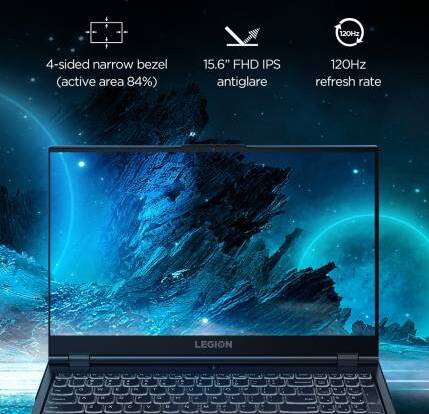 4-sided narrow bezel
(active area 84%)
15.6" FHD IPS
antiglare
120Hz
120Hz
refresh rate
LEGION